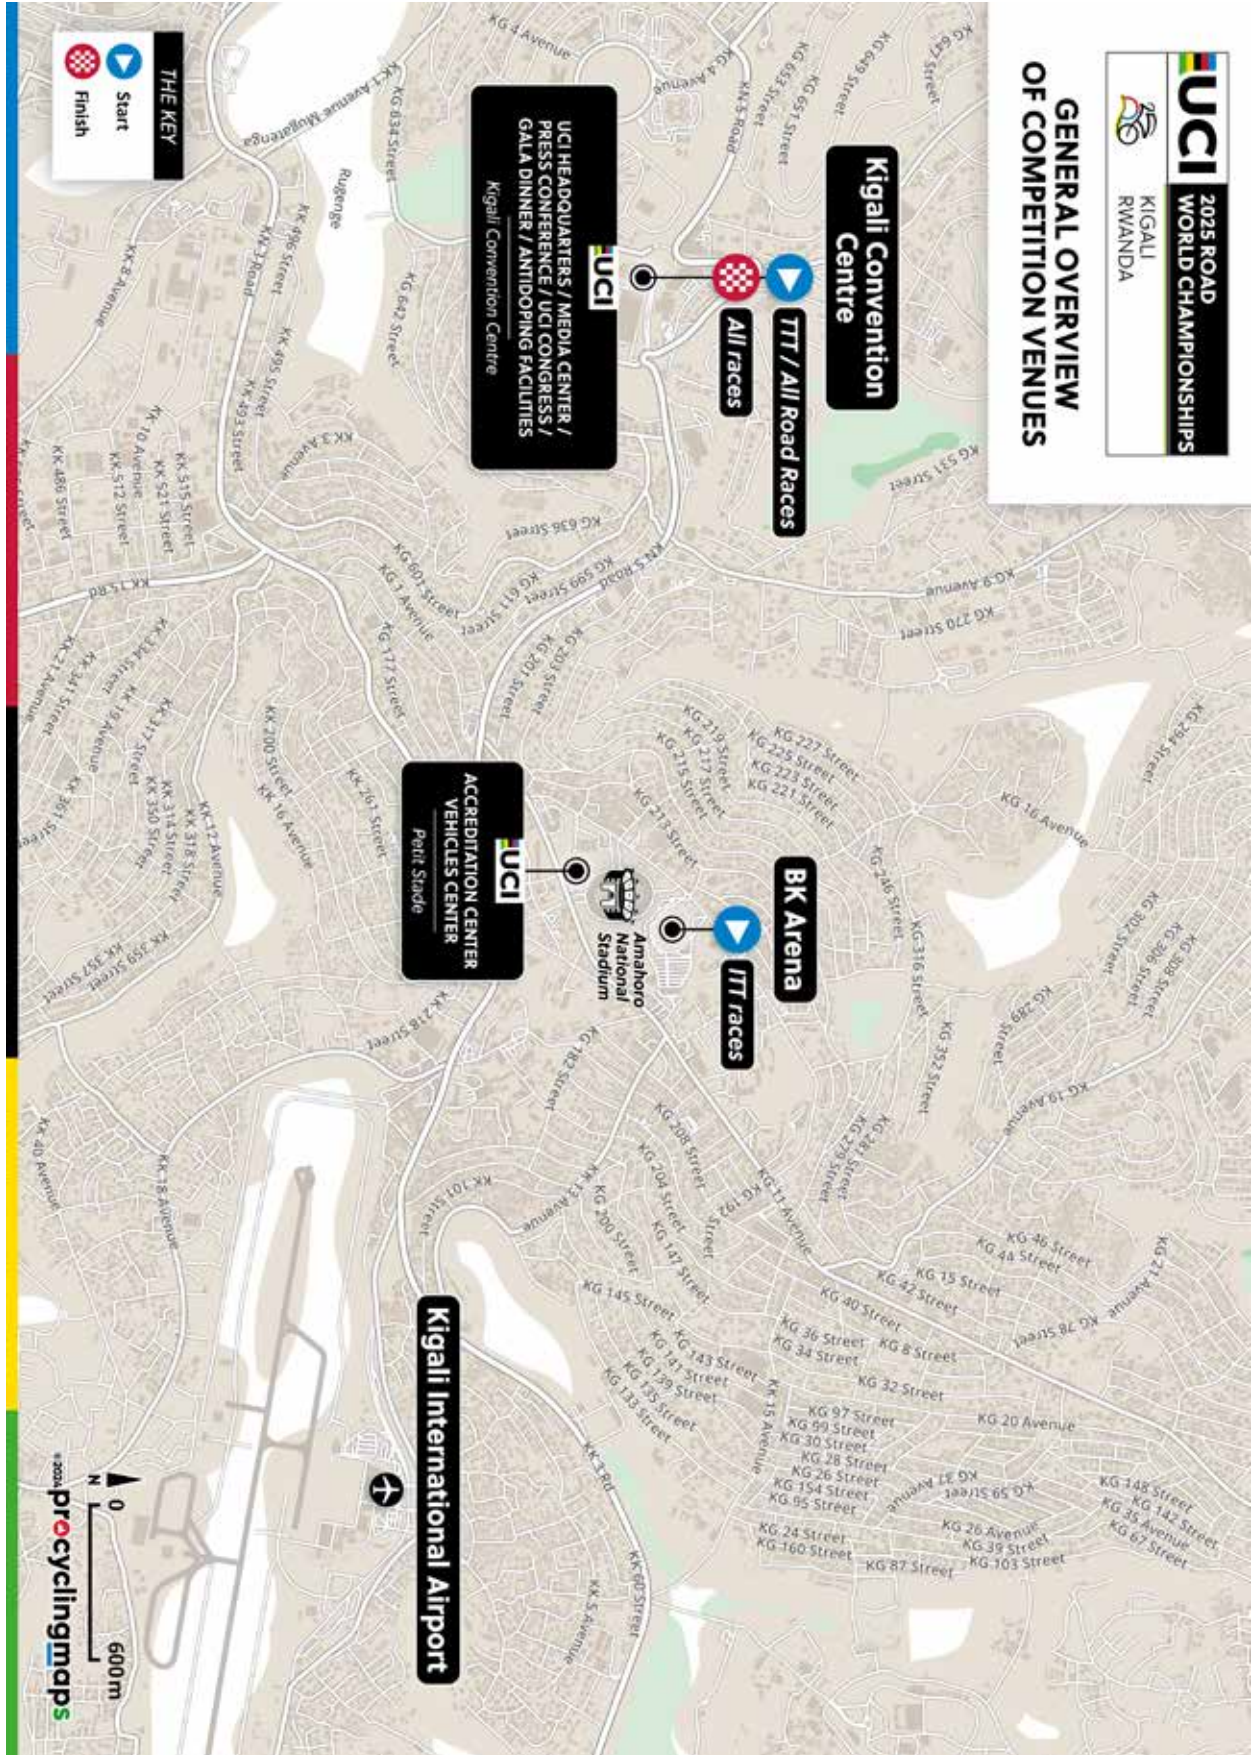 UCI
2025 ROAD
WORLD CHAMPIONSHIPS
KIGALI
RWANDA
GENERAL OVERVIEW
OF COMPETITION VENUES
Kigali Convention
Centre
TTT / All Road Races
All races
UCI
UCI HEADQUARTERS / MEDIA CENTER /
PRESS CONFERENCE / UCI CONGRESS /
GALA DINNER / ANTIDOPING FACILITIES
Kigali Convention Centre
BK Arena
ITT races
Amahoro
National
Stadium
UCI
ACCREDITATION CENTER
VEHICLES CENTER
Petit Stade
Kigali International Airport
THE KEY
Start
Finish
N
0
600m
©2024 procyclingmaps
KG 647 Street
KG 649 Street
KG 651 Street
KG 653 Street
KN 5 Road
KG 4 Avenue
KG 4 Avenue
KG 634 Street
KK 1 Avenue Mugatenga
Rugenge
KG 642 Street
KK 496 Street
KN 3 Road
KK 495 Street
KK 493 Street
KK 8 Avenue
KK 3 Avenue
KK 10 Avenue
KK 515 Street
KK 521 Street
KK 512 Street
KK 486 Street
KG 531 Street
KG 636 Street
KN 5 Road
KG 599 Street
KG 611 Street
KG 601 Street
KG 1 Avenue
KG 177 Street
KK 15 Rd
KG 9 Avenue
KG 270 Street
KG 203 Street
KG 201 Street
KK 334 Street
KK 341 Street
KK 21 Avenue
KK 19 Avenue
KK 317 Street
KK 314 Street
KK 350 Street
KK 318 Street
KK 12 Avenue
KK 361 Street
KK 200 Street
KK 16 Avenue
KK 261 Street
KK 359 Street
KK 357 Street
KK 218 Street
KG 219 Street
KG 217 Street
KG 215 Street
KG 213 Street
KG 227 Street
KG 225 Street
KG 223 Street
KG 221 Street
KG 294 Street
KG 16 Avenue
KG 246 Street
KG 316 Street
KG 302 Street
KG 306 Street
KG 308 Street
KG 289 Street
KG 352 Street
KG 19 Avenue
KG 281 Street
KG 279 Street
KG 182 Street
KG 208 Street
KG 204 Street
KG 192 Street
KG 11 Avenue
KK 13 Avenue
KG 200 Street
KG 147 Street
KK 101 Street
KK 40 Avenue
KK 18 Avenue
KG 46 Street
KG 44 Street
KG 21 Avenue
KG 15 Street
KG 42 Street
KG 78 Street
KG 40 Street
KG 36 Street
KG 34 Street
KG 8 Street
KG 32 Street
KG 145 Street
KG 143 Street
KG 141 Street
KG 139 Street
KG 135 Street
KG 133 Street
KK 15 Avenue
KG 97 Street
KG 99 Street
KG 30 Street
KG 28 Street
KG 26 Street
KG 154 Street
KG 95 Street
KG 20 Avenue
KG 37 Avenue
KG 59 Street
KG 148 Street
KG 142 Street
KG 35 Avenue
KG 67 Street
KG 26 Avenue
KG 39 Street
KG 103 Street
KG 24 Street
KG 160 Street
KG 87 Street
KK 3 Rd
KK 60 Street
KK 5 Avenue